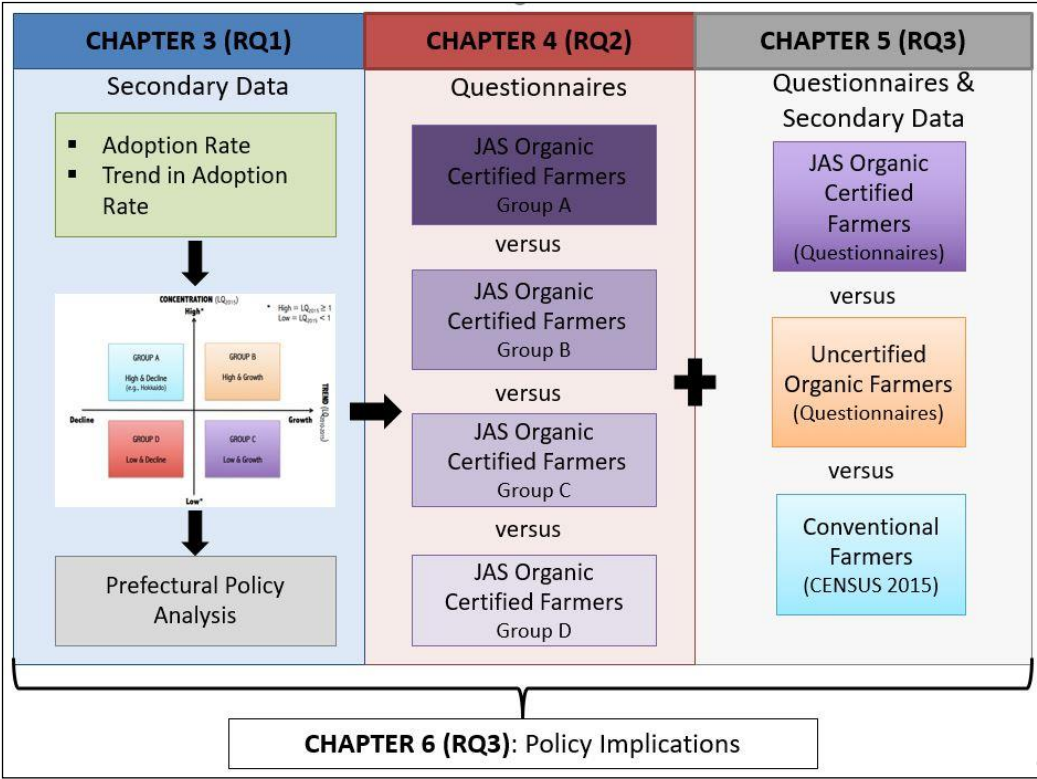 CHAPTER 3 (RQ1)
Secondary Data
▪ Adoption Rate
▪ Trend in Adoption
Rate
CONCENTRATION (LQ2015)
High*
* High = LQ2015 ≥ 1
Low = LQ2015 < 1
GROUP A
High & Decline
(e.g., Hokkaido)
GROUP B
High & Growth
Decline
Growth
GROUP D
Low & Decline
GROUP C
Low & Growth
Low*
Prefectural Policy
Analysis
CHAPTER 4 (RQ2)
Questionnaires
JAS Organic
Certified Farmers
Group A
versus
JAS Organic
Certified Farmers
Group B
versus
JAS Organic
Certified Farmers
Group C
versus
JAS Organic
Certified Farmers
Group D
CHAPTER 5 (RQ3)
Questionnaires &
Secondary Data
JAS Organic
Certified
Farmers
(Questionnaires)
versus
Uncertified
Organic Farmers
(Questionnaires)
versus
Conventional
Farmers
(CENSUS 2015)
CHAPTER 6 (RQ3): Policy Implications